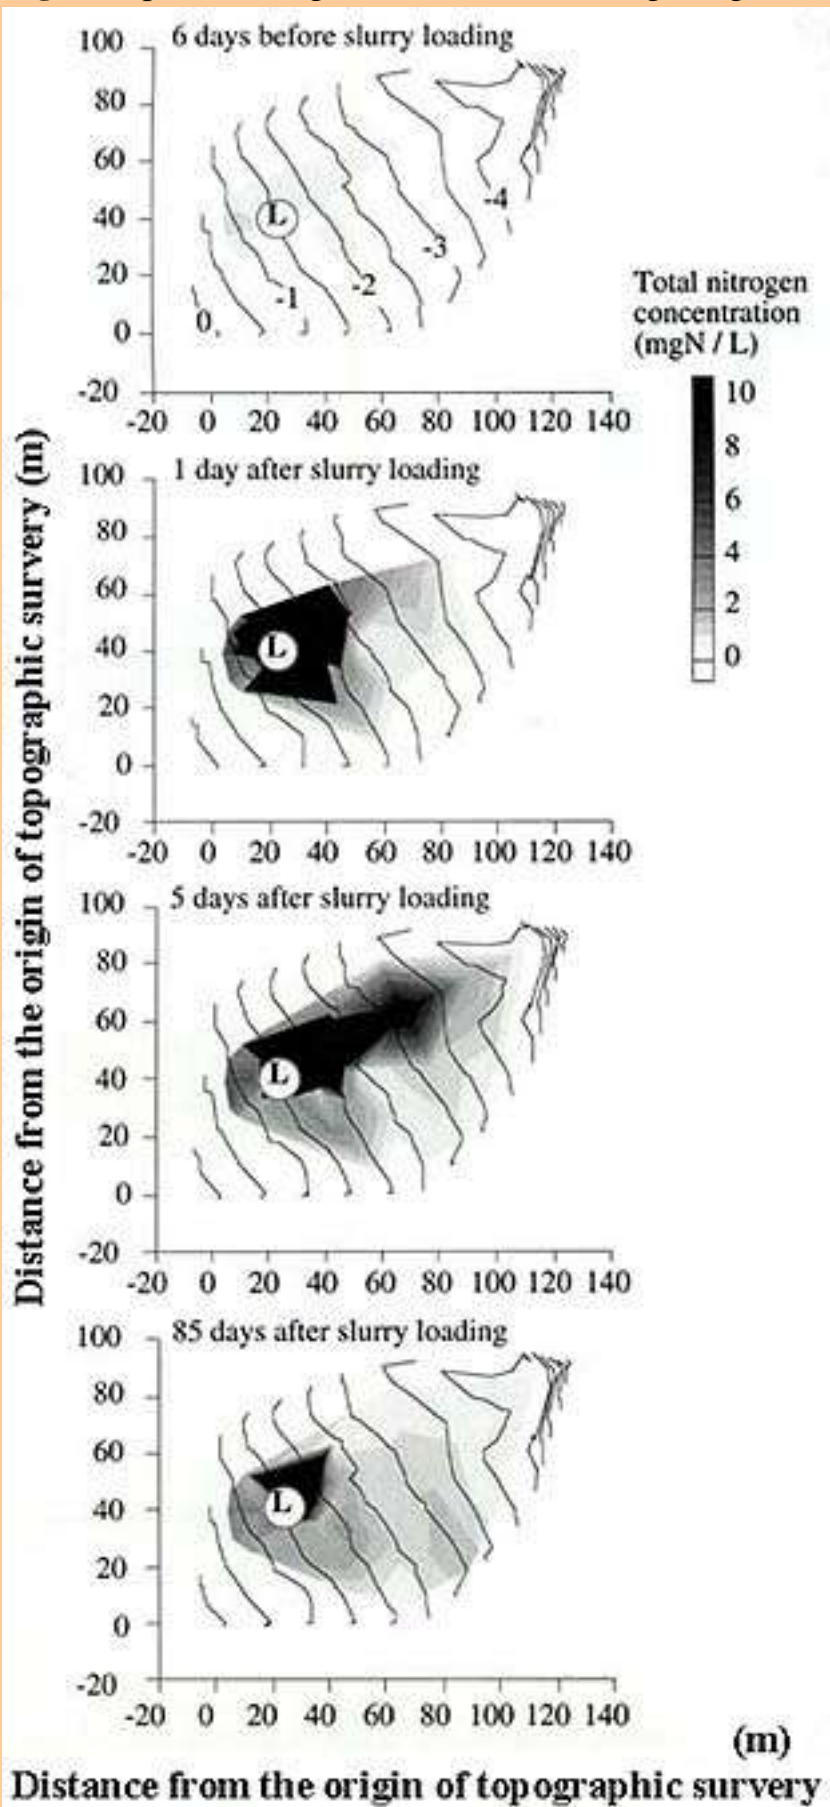 6 days before slurry loading
100
80
60
40
20
0
-20
L
0
-1
-2
-3
-4
-20 0 20 40 60 80 100 120 140
Total nitrogen
concentration
(mgN / L)
10
8
6
4
2
0
1 day after slurry loading
100
80
60
40
20
0
-20
L
-20 0 20 40 60 80 100 120 140
5 days after slurry loading
100
80
60
40
20
0
-20
L
-20 0 20 40 60 80 100 120 140
85 days after slurry loading
100
80
60
40
20
0
-20
L
-20 0 20 40 60 80 100 120 140
Distance from the origin of topographic survery (m)
(m)
Distance from the origin of topographic survery